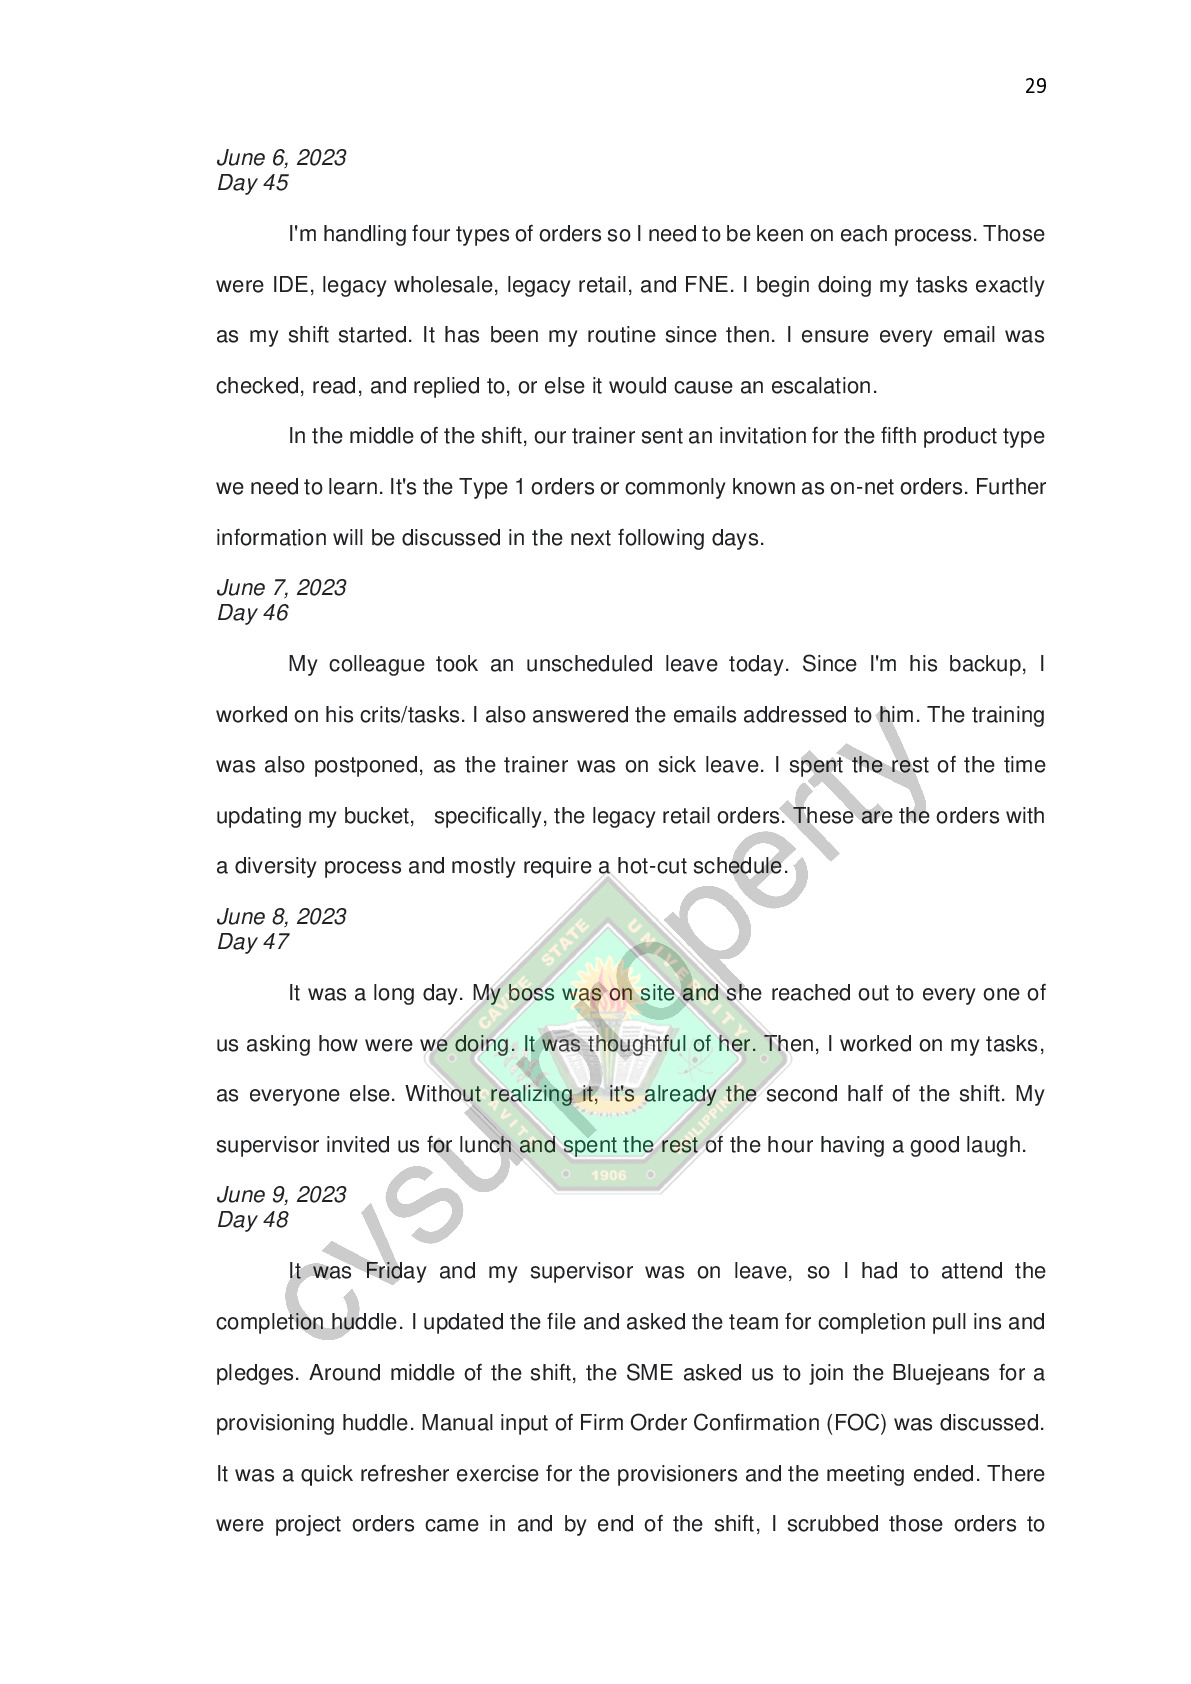 29
June 6, 2023
Day 45
I'm handling four types of orders so I need to be keen on each process. Those
were IDE, legacy wholesale, legacy retail, and FNE. I begin doing my tasks exactly
as my shift started. It has been my routine since then. I ensure every email was
checked, read, and replied to, or else it would cause an escalation.
In the middle of the shift, our trainer sent an invitation for the fifth product type
we need to learn. It's the Type 1 orders or commonly known as on-net orders. Further
information will be discussed in the next following days.
June 7, 2023
Day 46
My colleague took an unscheduled leave today. Since I'm his backup, I
worked on his crits/tasks. I also answered the emails addressed to him. The training
was also postponed, as the trainer was on sick leave. I spent the rest of the time
updating my bucket, specifically, the legacy retail orders. These are the orders with
a diversity process and mostly require a hot-cut schedule.
June 8, 2023
Day 47
It was a long day. My boss was on site and she reached out to every one of
us asking how were we doing. It was thoughtful of her. Then, I worked on my tasks,
as everyone else. Without realizing it, it's already the second half of the shift. My
supervisor invited us for lunch and spent the rest of the hour having a good laugh.
June 9, 2023
Day 48
It was Friday and my supervisor was on leave, so I had to attend the
completion huddle. I updated the file and asked the team for completion pull ins and
pledges. Around middle of the shift, the SME asked us to join the Bluejeans for a
provisioning huddle. Manual input of Firm Order Confirmation (FOC) was discussed.
It was a quick refresher exercise for the provisioners and the meeting ended. There
were project orders came in and by end of the shift, I scrubbed those orders to
cvsu property
CAVITE STATE UNIVERSITY
CAVITE
PHILIPPINES
1906